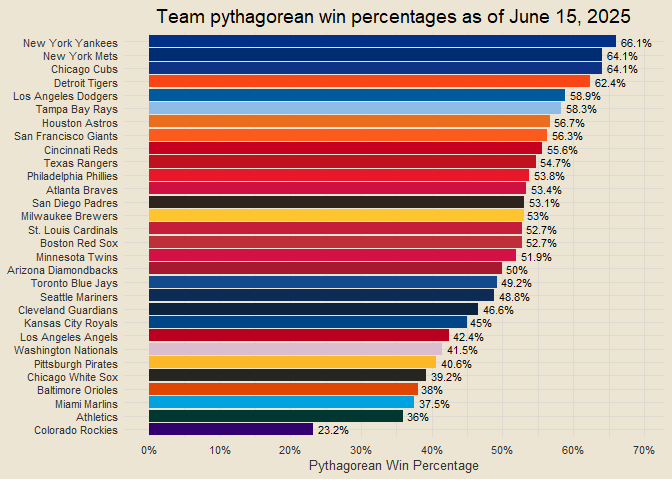 Team pythagorean win percentages as of June 15, 2025
New York Yankees 66.1%
New York Mets 64.1%
Chicago Cubs 64.1%
Detroit Tigers 62.4%
Los Angeles Dodgers 58.9%
Tampa Bay Rays 58.3%
Houston Astros 56.7%
San Francisco Giants 56.3%
Cincinnati Reds 55.6%
Texas Rangers 54.7%
Philadelphia Phillies 53.8%
Atlanta Braves 53.4%
San Diego Padres 53.1%
Milwaukee Brewers 53%
St. Louis Cardinals 52.7%
Boston Red Sox 52.7%
Minnesota Twins 51.9%
Arizona Diamondbacks 50%
Toronto Blue Jays 49.2%
Seattle Mariners 48.8%
Cleveland Guardians 46.6%
Kansas City Royals 45%
Los Angeles Angels 42.4%
Washington Nationals 41.5%
Pittsburgh Pirates 40.6%
Chicago White Sox 39.2%
Baltimore Orioles 38%
Miami Marlins 37.5%
Athletics 36%
Colorado Rockies 23.2%
0% 10% 20% 30% 40% 50% 60% 70%
Pythagorean Win Percentage